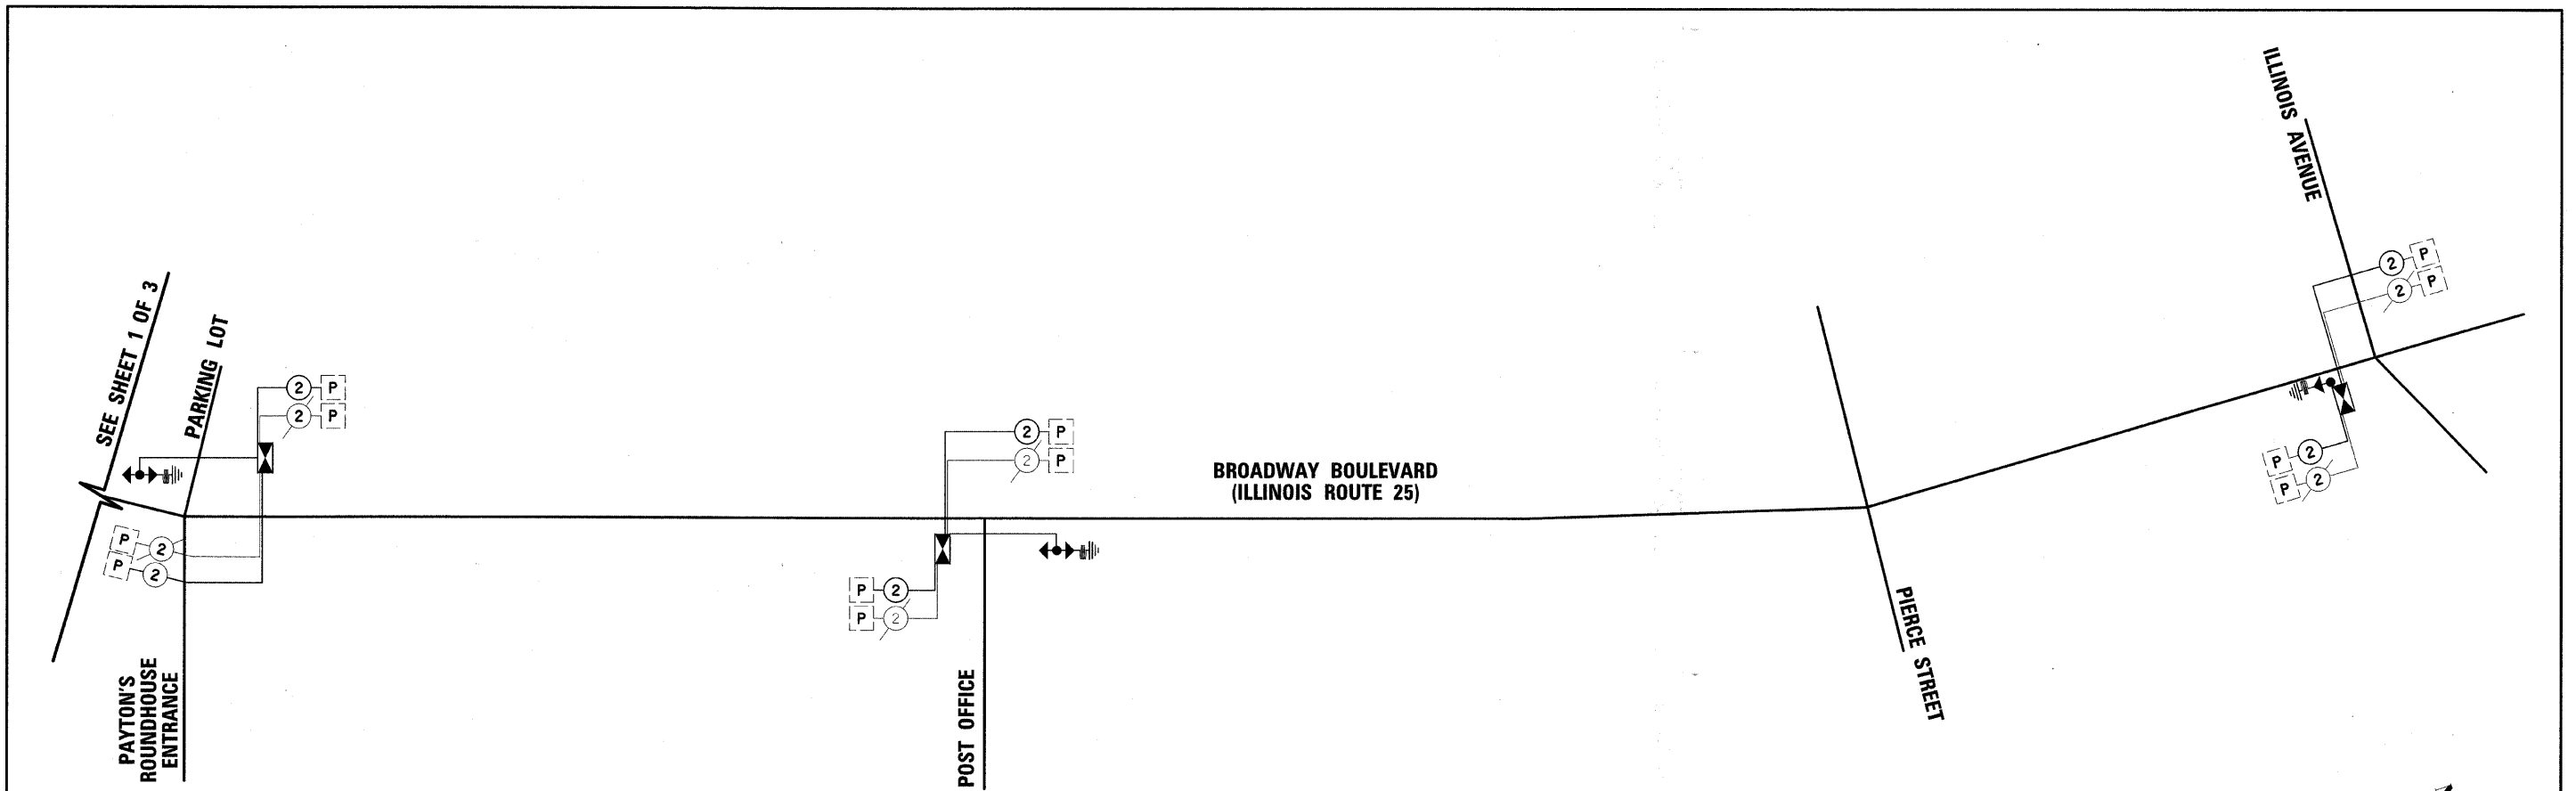 SEE SHEET 1 OF 3
PARKING LOT
2 P
2 P
P 2
P 2
PAYTON'S
ROUNDHOUSE
ENTRANCE
2 P
2 P
P 2
P 2
POST OFFICE
BROADWAY BOULEVARD
(ILLINOIS ROUTE 25)
PIERCE STREET
ILLINOIS AVENUE
2 P
2 P
P 2
P 2